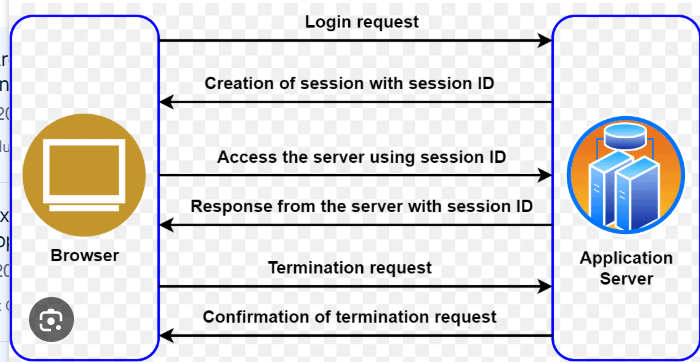 Login request
Creation of session with session ID
Access the server using session ID
Response from the server with session ID
Browser
Application
Server
Termination request
Confirmation of termination request